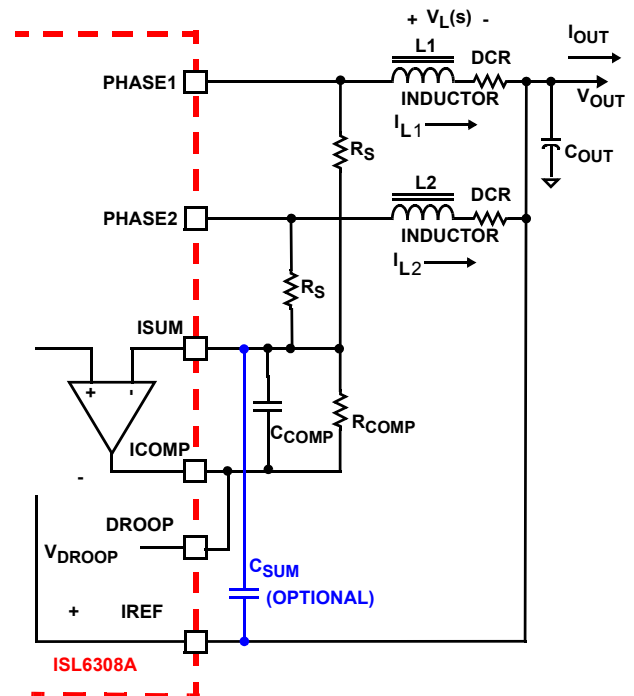 + VL(s) -
IOUT
L1
DCR
PHASE1
INDUCTOR
VOUT
IL1
COUT
RS
L2
DCR
PHASE2
INDUCTOR
IL2
RS
ISUM
+ -
CCOMP
RCOMP
ICOMP
-
DROOP
VDROOP
CSUM
(OPTIONAL)
+ IREF
ISL6308A